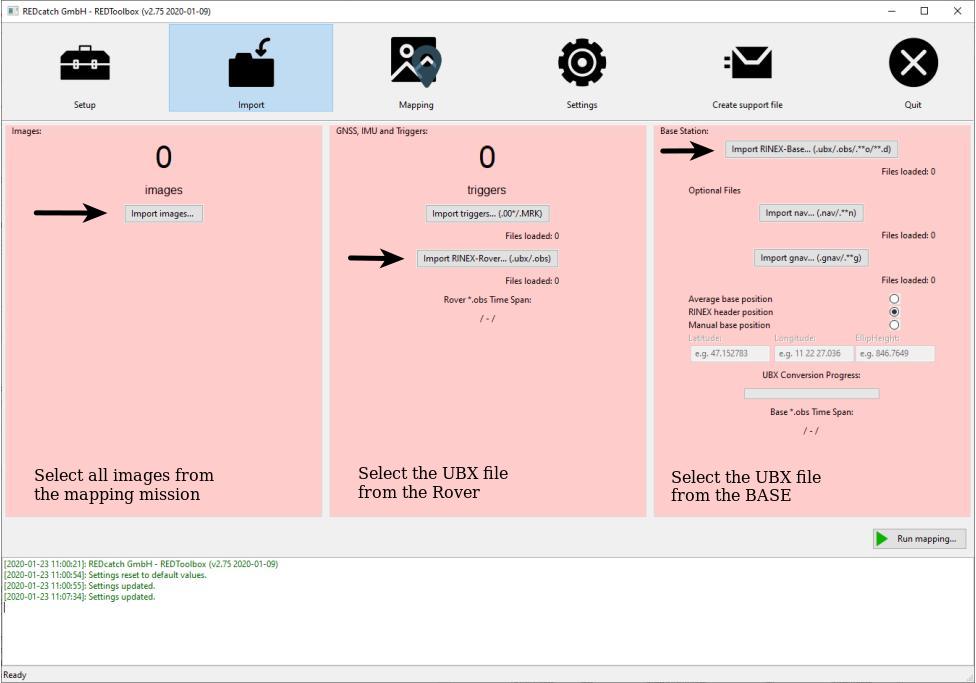 REDcatch GmbH - REDToolbox (v2.75 2020-01-09)
Setup
Import
Mapping
Settings
Create support file
Quit
Images:
0
images
Import images...
Select all images from
the mapping mission
GNSS, IMU and Triggers:
0
triggers
Import triggers... (.00*/.MRK)
Files loaded: 0
Import RINEX-Rover... (.ubx/.obs)
Files loaded: 0
Rover *.obs Time Span:
/ - /
Select the UBX file
from the Rover
Base Station:
Import RINEX-Base... (.ubx/.obs/.**o/**.d)
Files loaded: 0
Optional Files
Import nav... (.nav/.**n)
Files loaded: 0
Import gnav... (.gnav/.**g)
Files loaded: 0
Average base position
RINEX header position
Manual base position
Latitude: Longitude: EllipHeight:
e.g. 47.152783 e.g. 11 22 27.036 e.g. 846.7649
UBX Conversion Progress:
Base *.obs Time Span:
/ - /
Select the UBX file
from the BASE
Run mapping...
[2020-01-23 11:00:21]: REDcatch GmbH - REDToolbox (v2.75 2020-01-09)
[2020-01-23 11:00:54]: Settings reset to default values.
[2020-01-23 11:00:55]: Settings updated.
[2020-01-23 11:07:34]: Settings updated.
Ready